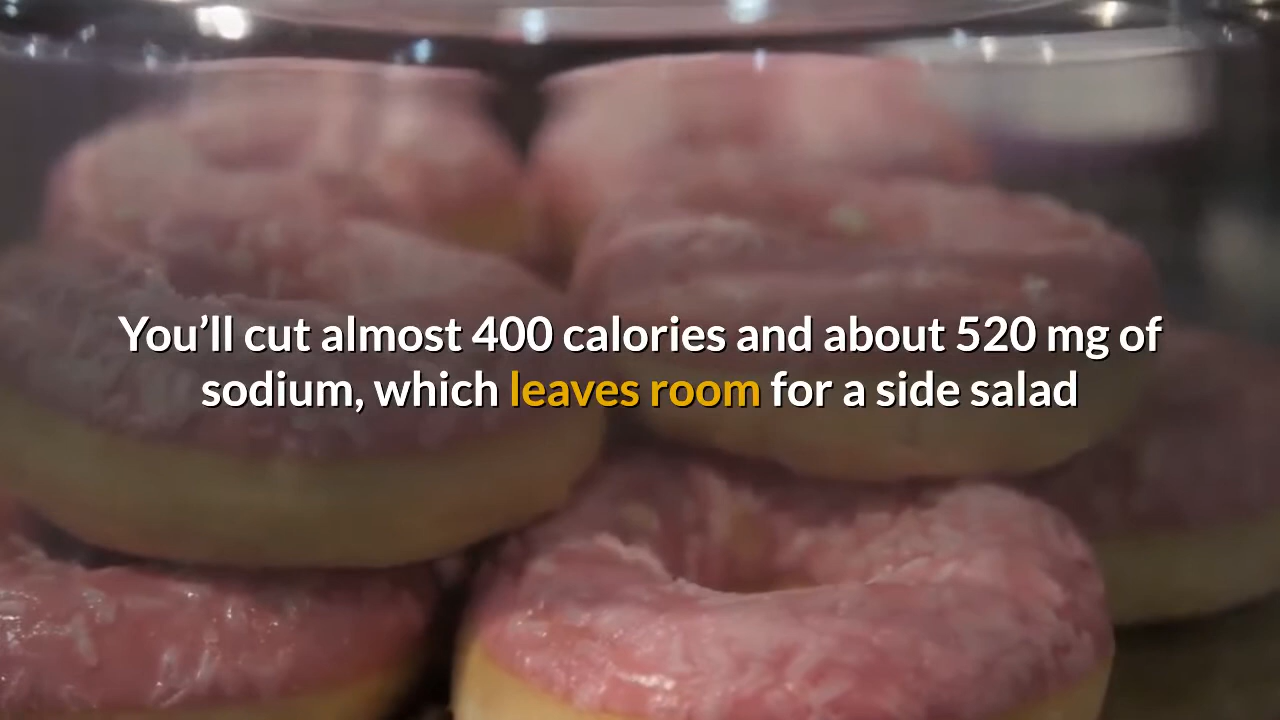 You’ll cut almost 400 calories and about 520 mg of
sodium, which leaves room for a side salad